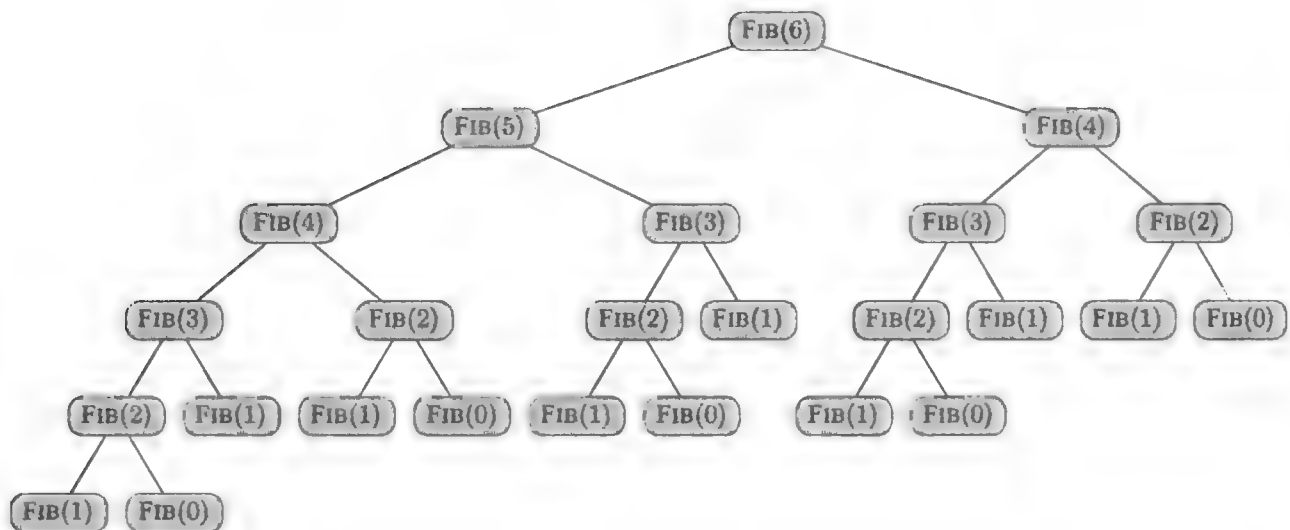 FIB(6)
FIB(5) FIB(4)
FIB(4) FIB(3) FIB(3) FIB(2)
FIB(3) FIB(2) FIB(2) FIB(1) FIB(2) FIB(1) FIB(1) FIB(0)
FIB(2) FIB(1) FIB(1) FIB(0) FIB(1) FIB(0) FIB(1) FIB(0)
FIB(1) FIB(0)